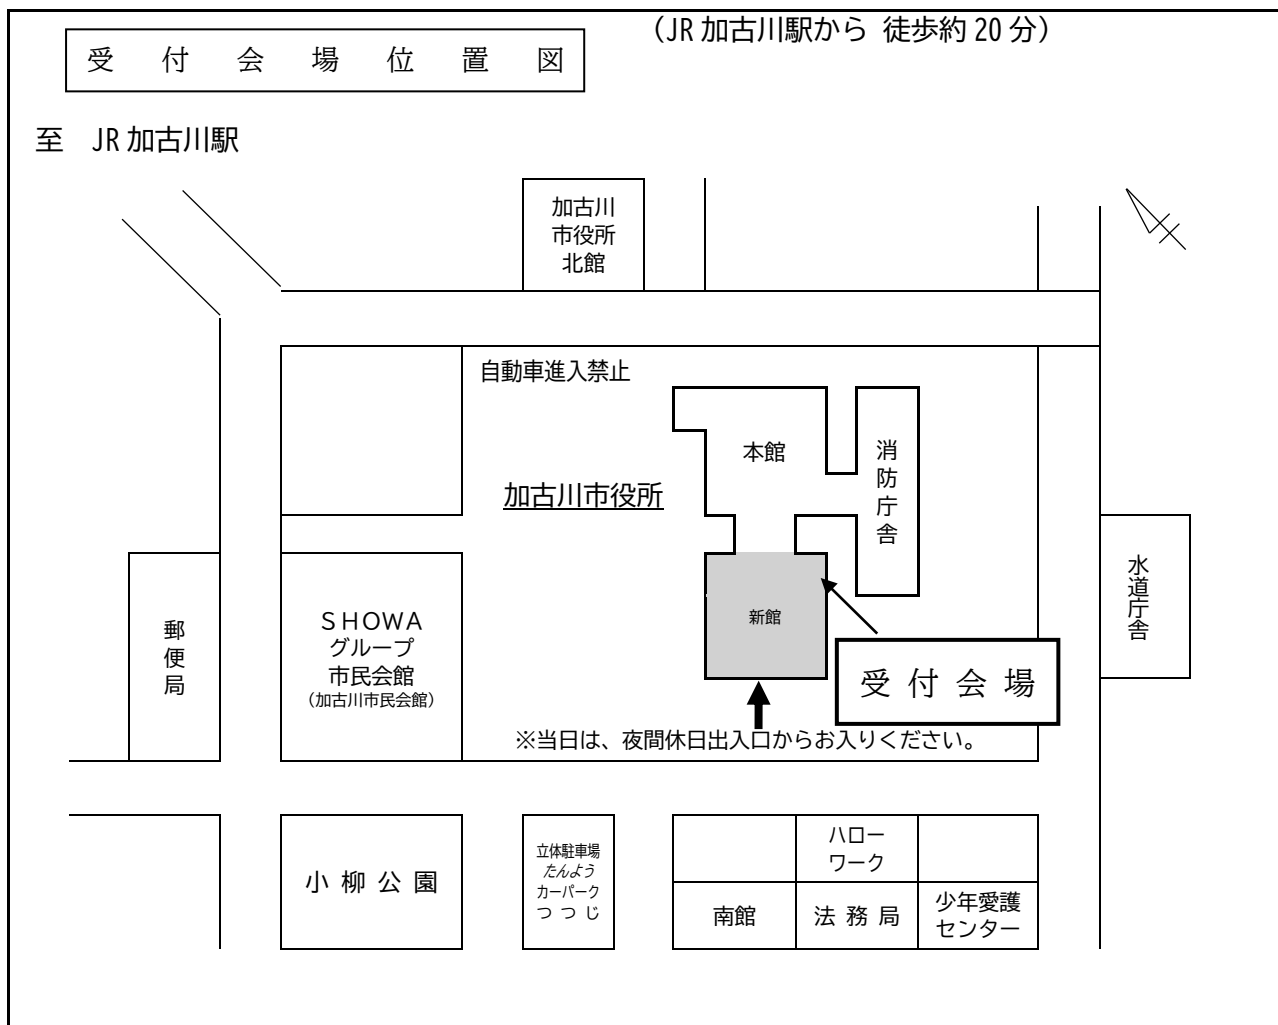 (JR 加古川駅から 徒歩約 20 分)
受付会場位置図
至 JR 加古川駅
加古川
市役所
北館
自動車進入禁止
本館
消防庁舎
加古川市役所
水道庁舎
新館
郵便局
ＳＨＯＷＡ
グループ
市民会館
(加古川市民会館)
受付会場
※当日は、夜間休日出入口からお入りください。
小柳公園
立体駐車場
たんよう
カーパーク
つつじ
ハロー
ワーク
南館
法務局
少年愛護
センター